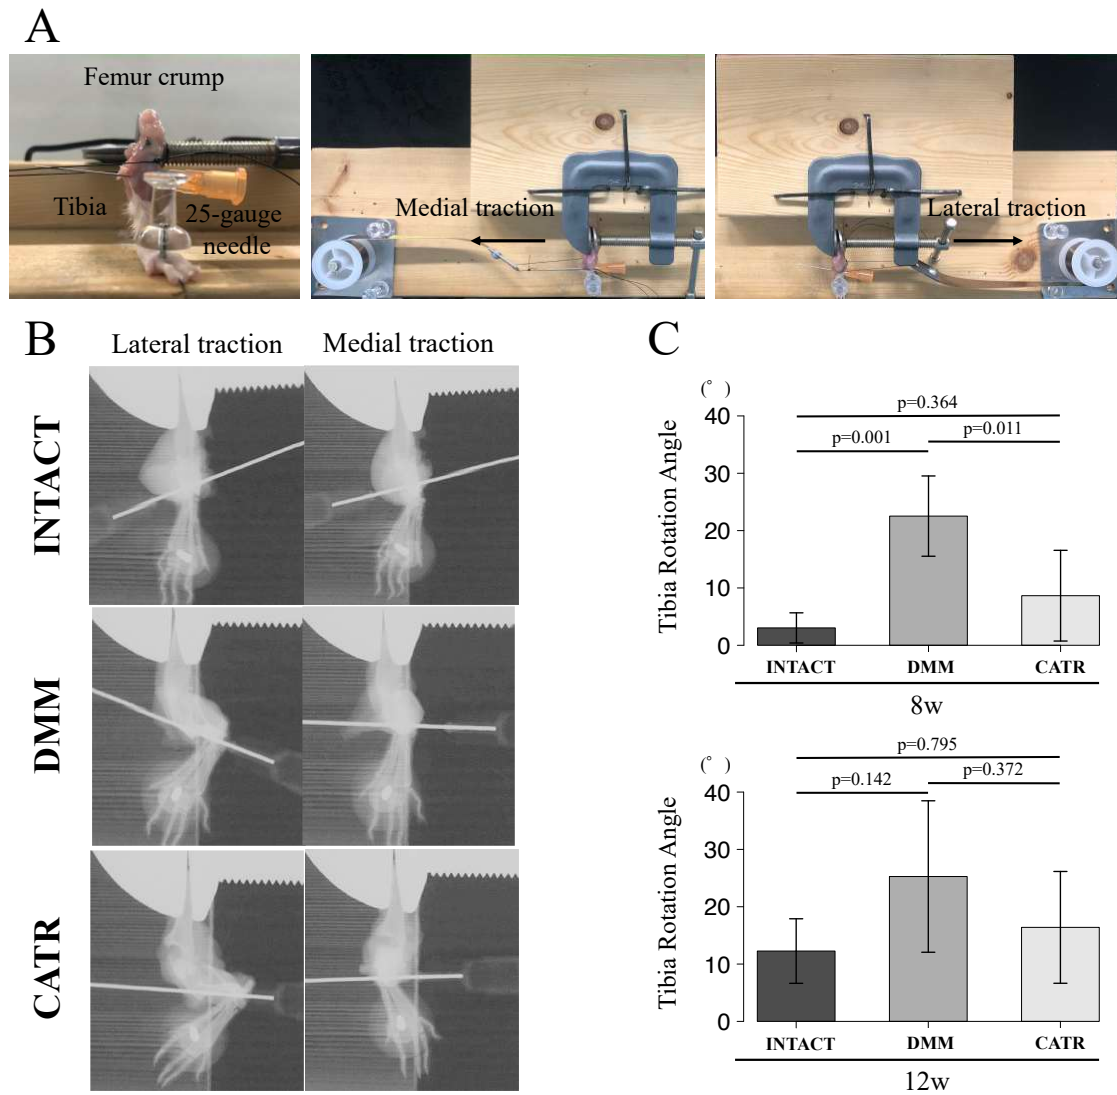 A
Femur crump
Tibia
25-gauge
needle
Medial traction
Lateral traction
B
Lateral traction
Medial traction
INTACT
DMM
CATR
C
(°)
Tibia Rotation Angle
40
30
20
10
0
p=0.364
p=0.001
p=0.011
INTACT
DMM
CATR
8w
(°)
Tibia Rotation Angle
40
30
20
10
0
p=0.795
p=0.142
p=0.372
INTACT
DMM
CATR
12w